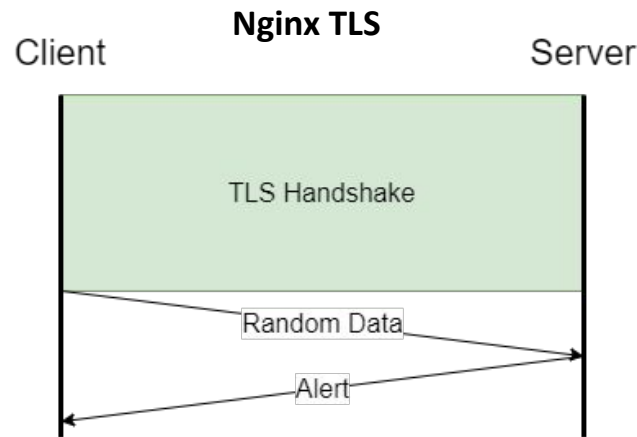 Nginx TLS
Client
Server
TLS Handshake
Random Data
Alert